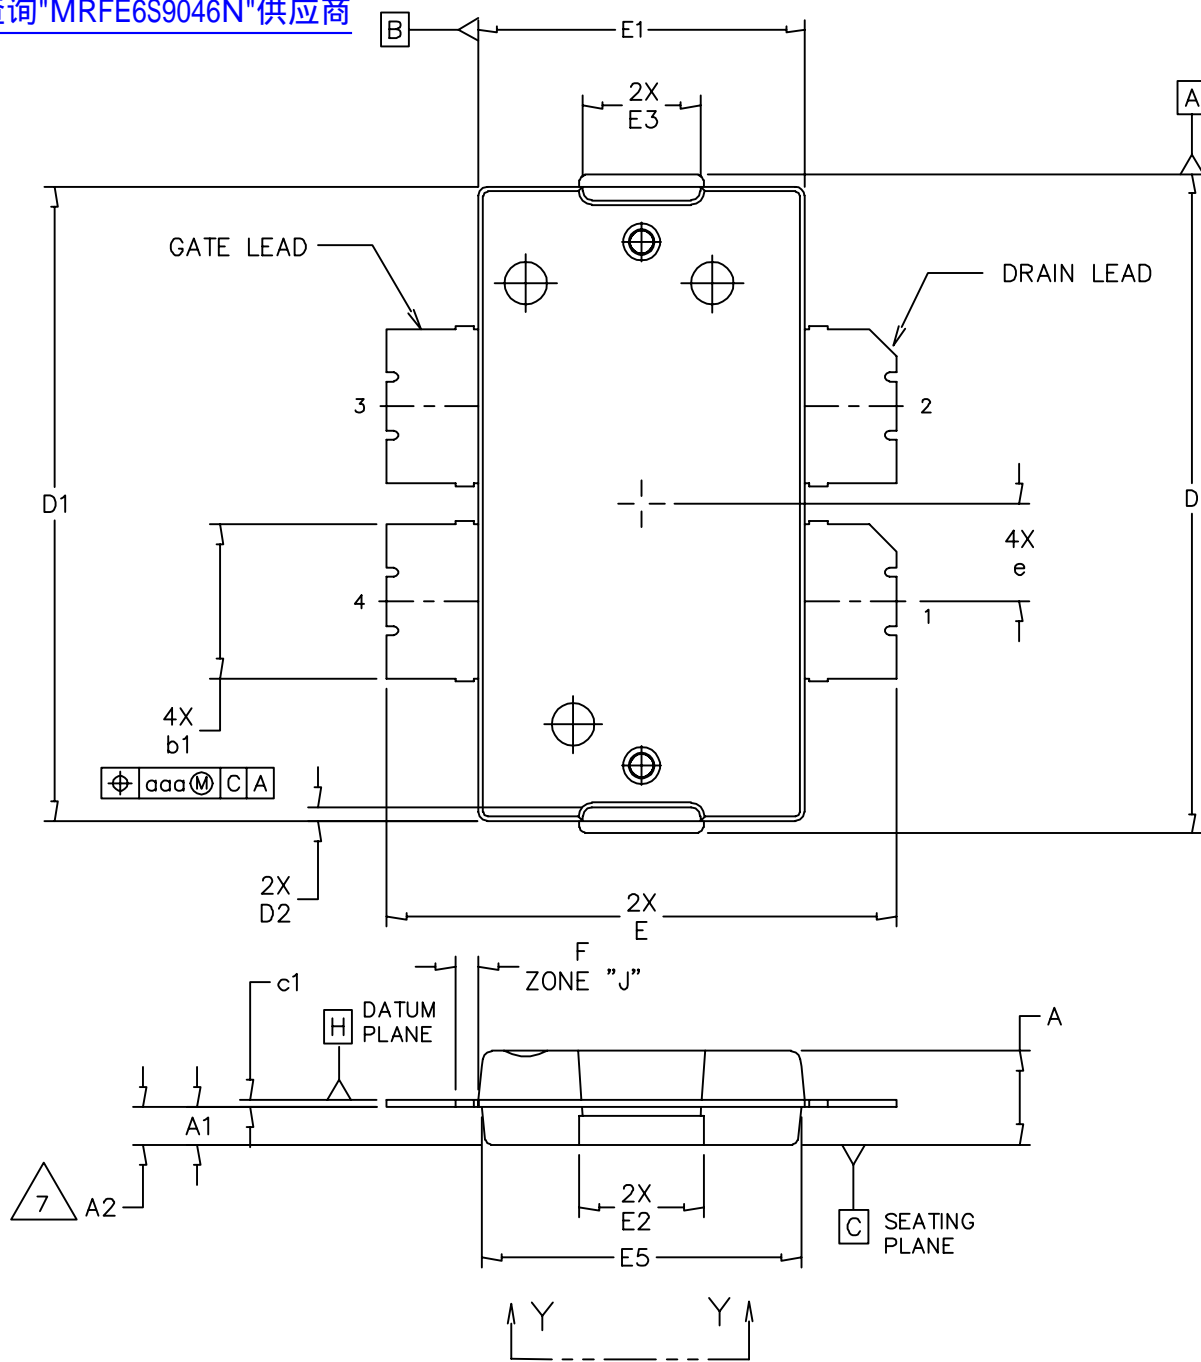 查询"MRFE6S9046N"供应商
B
E1
2X
E3
A
GATE LEAD
DRAIN LEAD
3
2
D1
D
4X
e
4
1
4X
b1
aaa Ⓜ C A
2X
D2
2X
E
F
ZONE "J"
c1
H
DATUM
PLANE
A
A1
7
A2
2X
E2
C
SEATING
PLANE
E5
Y
Y